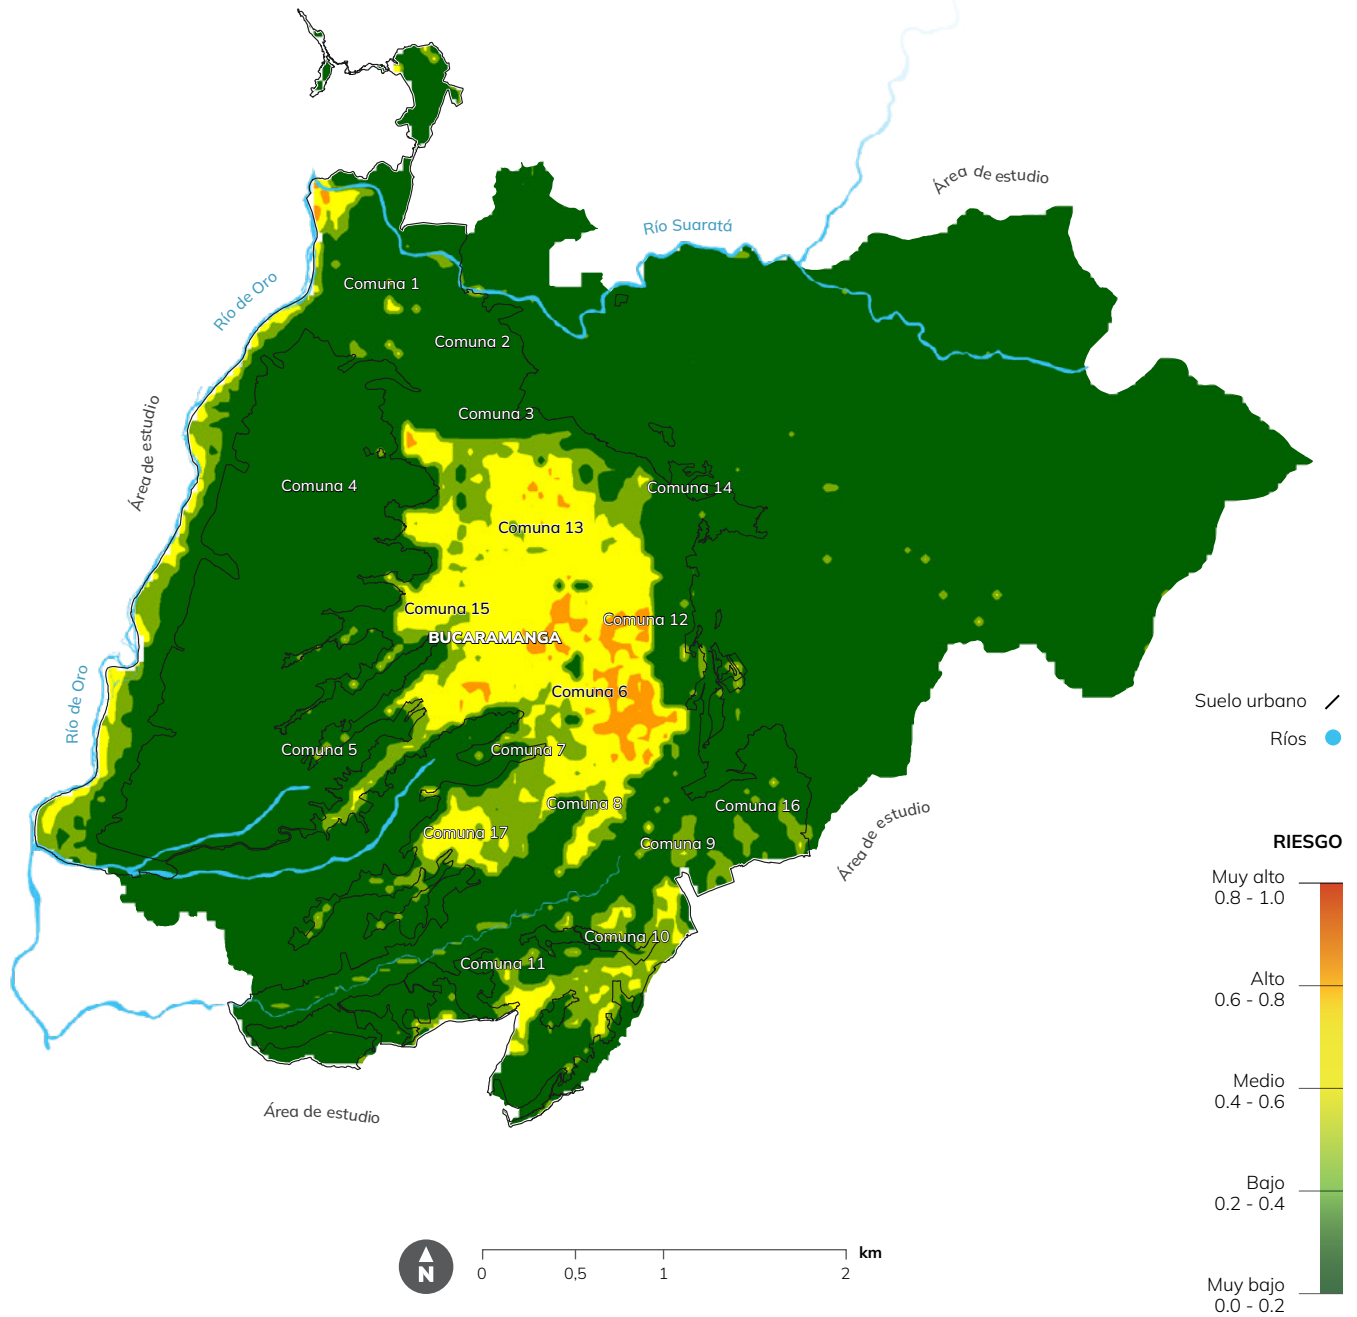 Área de estudio
Río Suaratá
Río de Oro
Comuna 1
Comuna 2
Área de estudio
Comuna 3
Comuna 4
Comuna 14
Comuna 13
Comuna 15
Comuna 12
BUCARAMANGA
Río de Oro
Comuna 6
Suelo urbano
Ríos
Comuna 5
Comuna 7
Comuna 8
Comuna 16
Comuna 17
Comuna 9
Área de estudio
Comuna 10
Comuna 11
Área de estudio
RIESGO
Muy alto
0.8 - 1.0
Alto
0.6 - 0.8
Medio
0.4 - 0.6
Bajo
0.2 - 0.4
Muy bajo
0.0 - 0.2
N
km
0 0,5 1 2